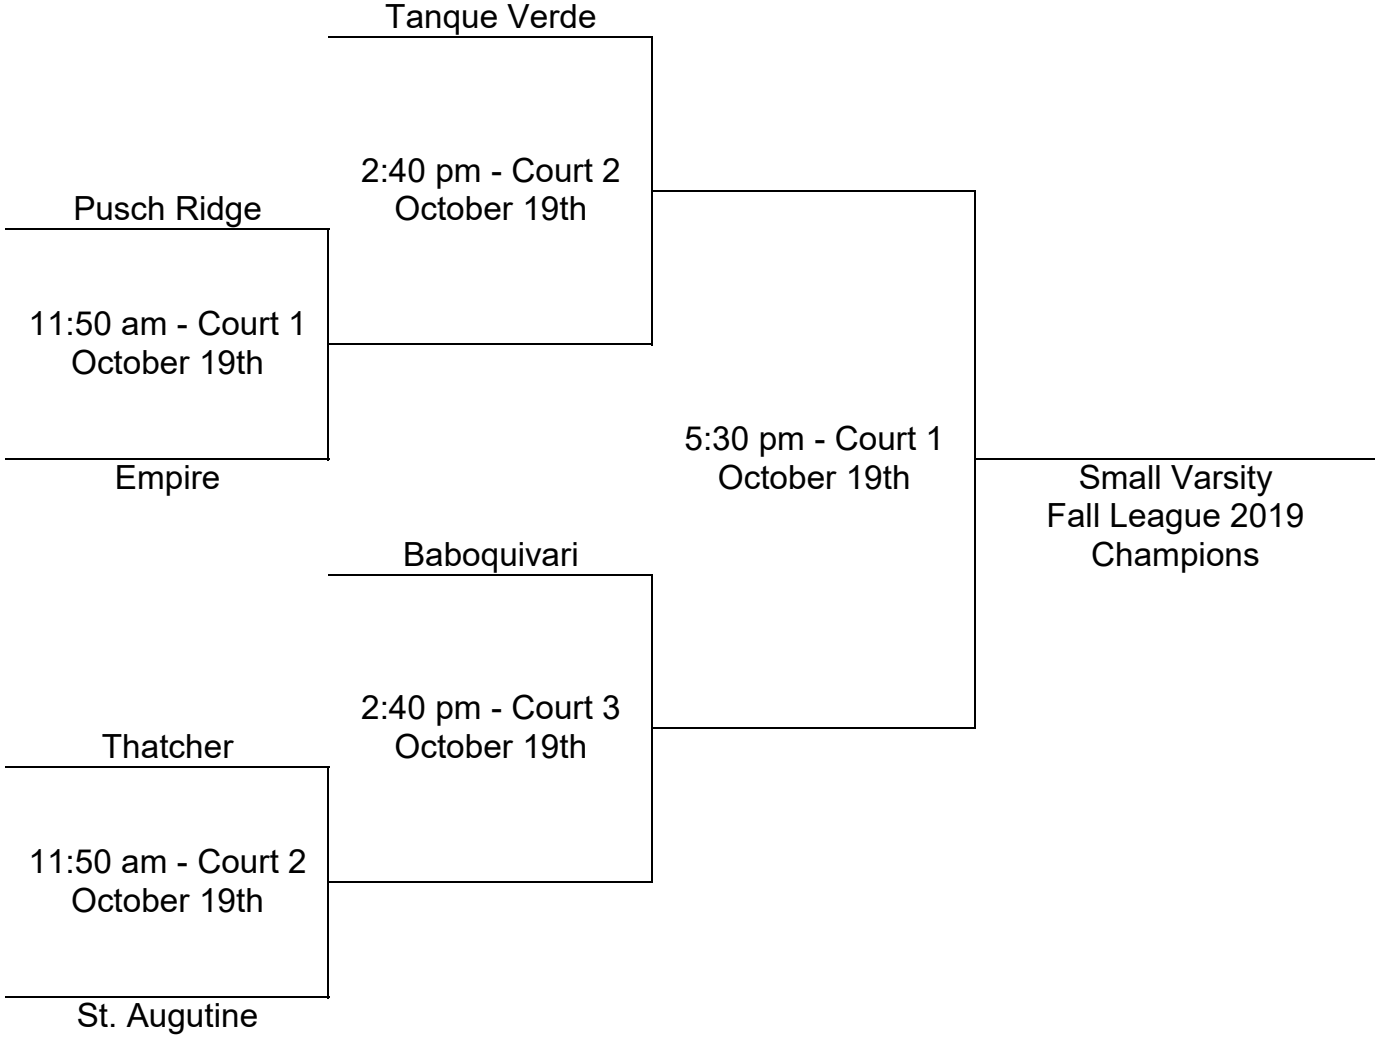 Tanque Verde
2:40 pm - Court 2
October 19th
Pusch Ridge
11:50 am - Court 1
October 19th
Empire
5:30 pm - Court 1
October 19th
Small Varsity
Fall League 2019
Champions
Baboquivari
2:40 pm - Court 3
October 19th
Thatcher
11:50 am - Court 2
October 19th
St. Augutine